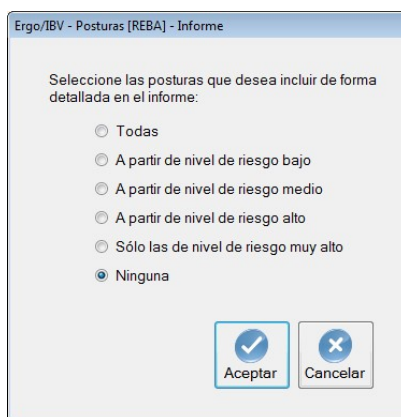 Ergo/IBV - Posturas [REBA] - Informe
Seleccione las posturas que desea incluir de forma
detallada en el informe:
Todas
A partir de nivel de riesgo bajo
A partir de nivel de riesgo medio
A partir de nivel de riesgo alto
Sólo las de nivel de riesgo muy alto
Ninguna
Aceptar
Cancelar